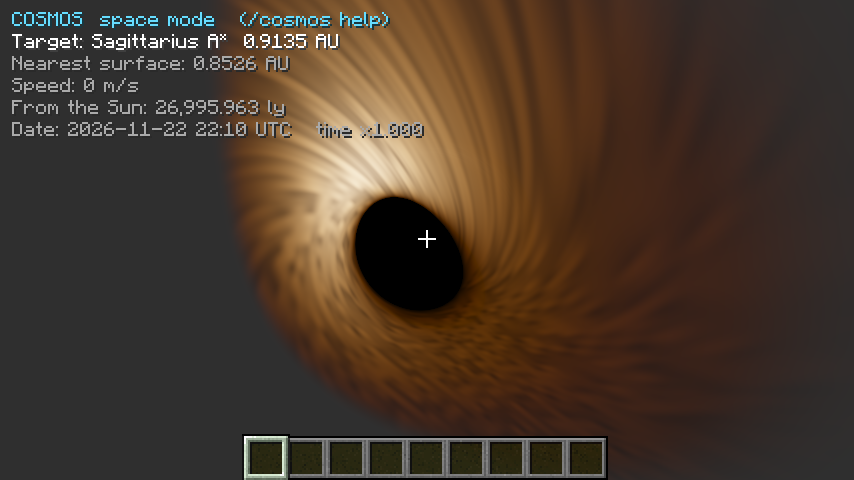 COSMOS  space mode  (/cosmos help)
Target: Sagittarius A*  0.9135 AU
Nearest surface: 0.8526 AU
Speed: 0 m/s
From the Sun: 26,995.963 ly
Date: 2026-11-22 22:10 UTC  time x1.000